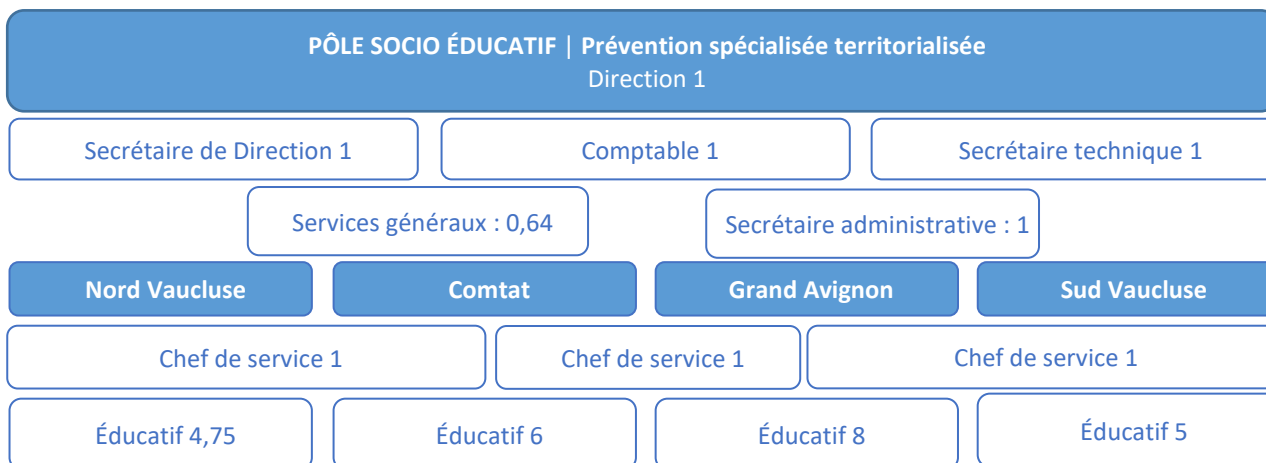 PÔLE SOCIO ÉDUCATIF | Prévention spécialisée territorialisée
Direction 1
Secrétaire de Direction 1
Comptable 1
Secrétaire technique 1
Services généraux : 0,64
Secrétaire administrative : 1
Nord Vaucluse
Comtat
Grand Avignon
Sud Vaucluse
Chef de service 1
Chef de service 1
Chef de service 1
Éducatif 4,75
Éducatif 6
Éducatif 8
Éducatif 5